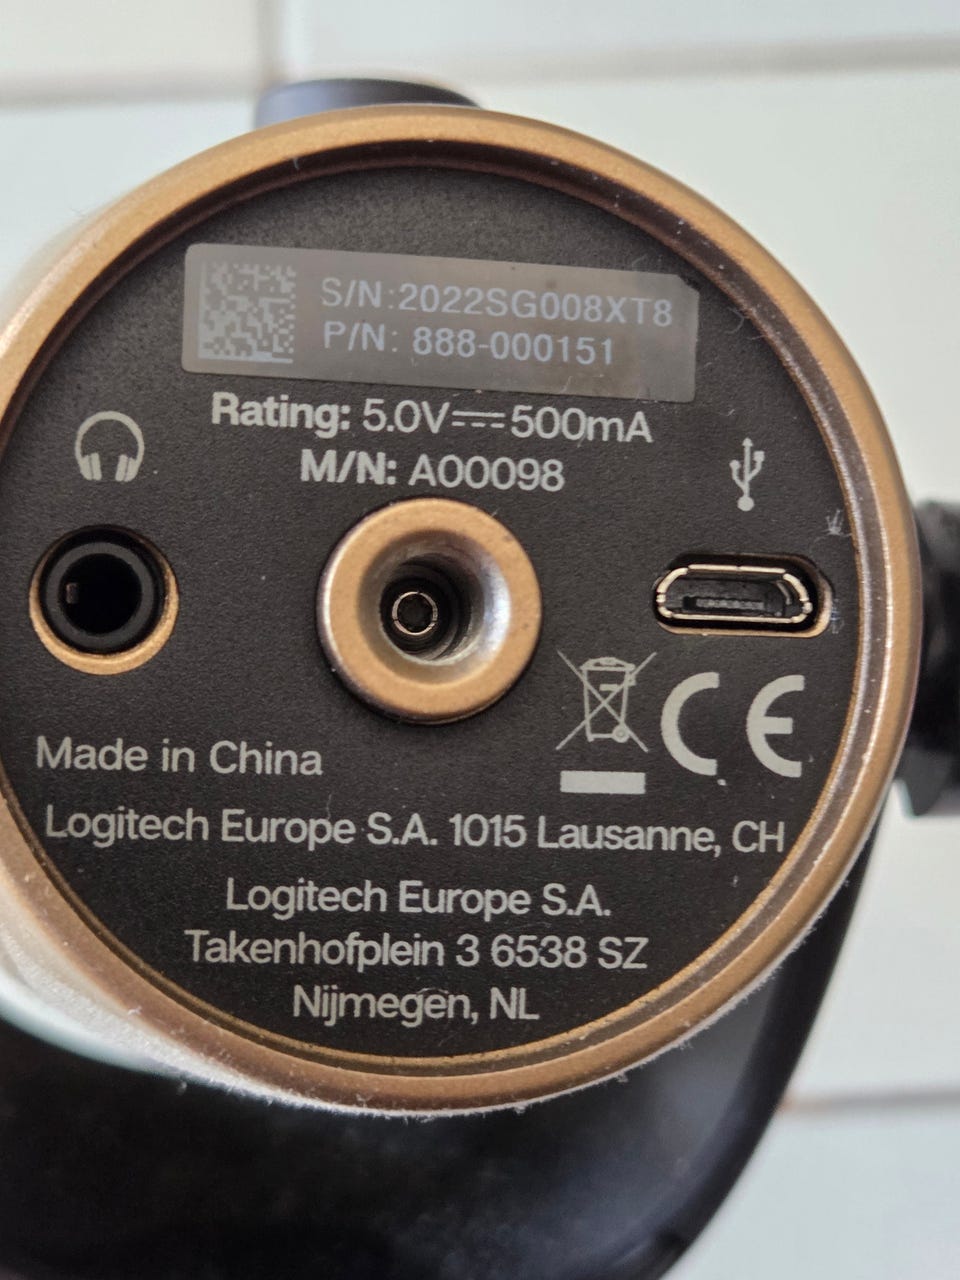 S/N:2022SG008XT8
P/N: 888-000151
Rating: 5.0V⎓500mA
M/N: A00098
CE
Made in China
Logitech Europe S.A. 1015 Lausanne, CH
Logitech Europe S.A.
Takenhofplein 3 6538 SZ
Nijmegen, NL